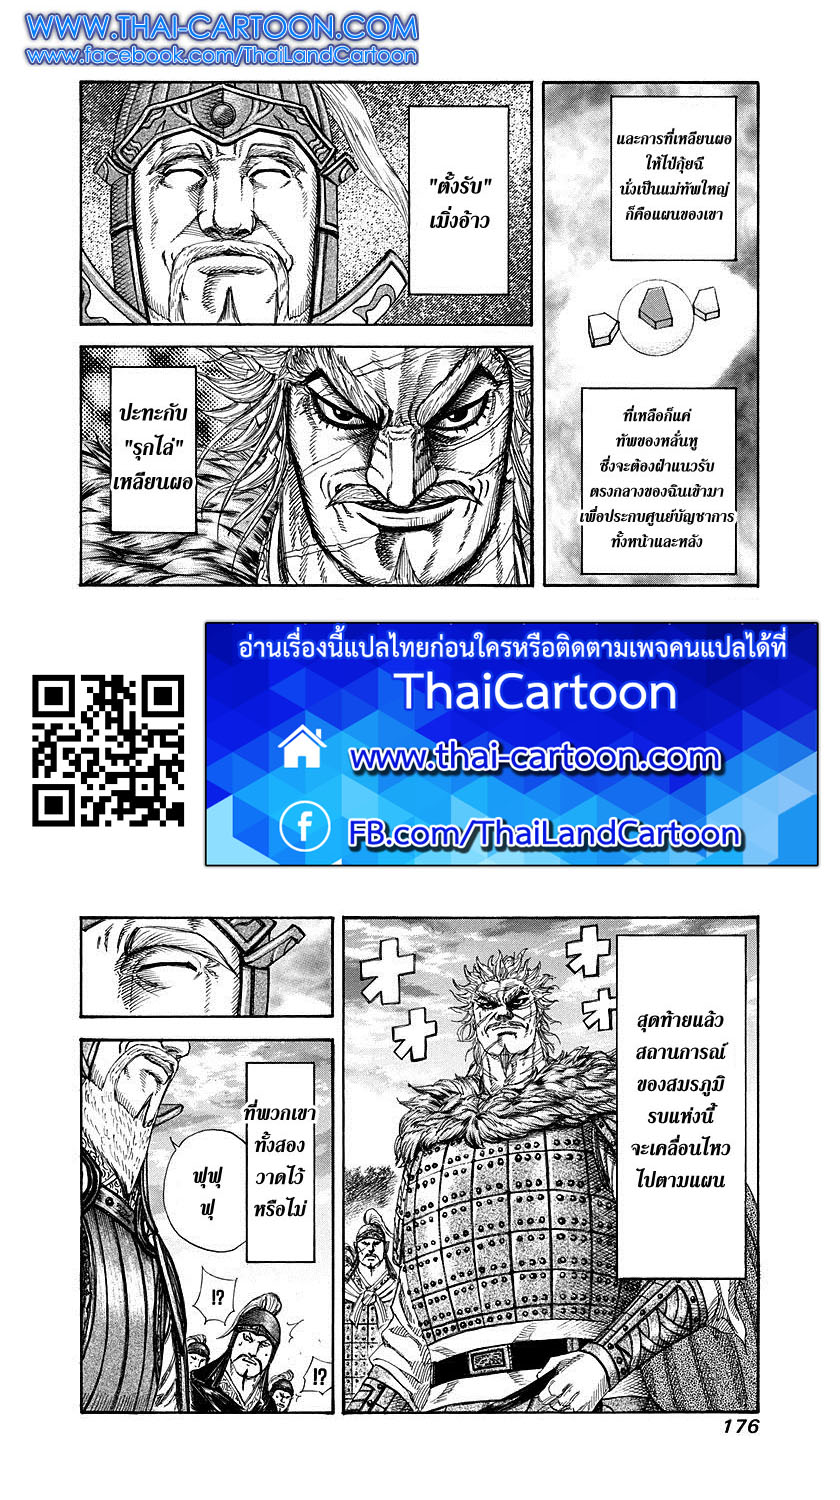 WWW.THAI-CARTOON.COM
www.facebook.com/ThaiLandCartoon
และการที่เหลียนผอ
ให้ไป๋กุ้ยฉี
นั่งเป็นแม่ทัพใหญ่
ก็คือแผนของเขา
ที่เหลือก็แค่
ทัพของหลั่นทู
ซึ่งจะต้องฝ่าแนวรับ
ตรงกลางของฉินเข้ามา
เพื่อประกบศูนย์บัญชาการ
ทั้งหน้าและหลัง
"ตั้งรับ"
เมิ่งอ้าว
ปะทะกับ
"รุกไล่"
เหลียนผอ
อ่านเรื่องนี้แปลไทยก่อนใครหรือติดตามเพจคนแปลได้ที่
ThaiCartoon
www.thai-cartoon.com
FB.com/ThaiLandCartoon
สุดท้ายแล้ว
สถานการณ์
ของสมรภูมิ
รบแห่งนี้
จะเคลื่อนไหว
ไปตามแผน
オオオ
オオ
ที่พวกเขา
ทั้งสอง
วาดไว้
หรือไม่
ฟุฟุ
ฟุ
!?
!?
176